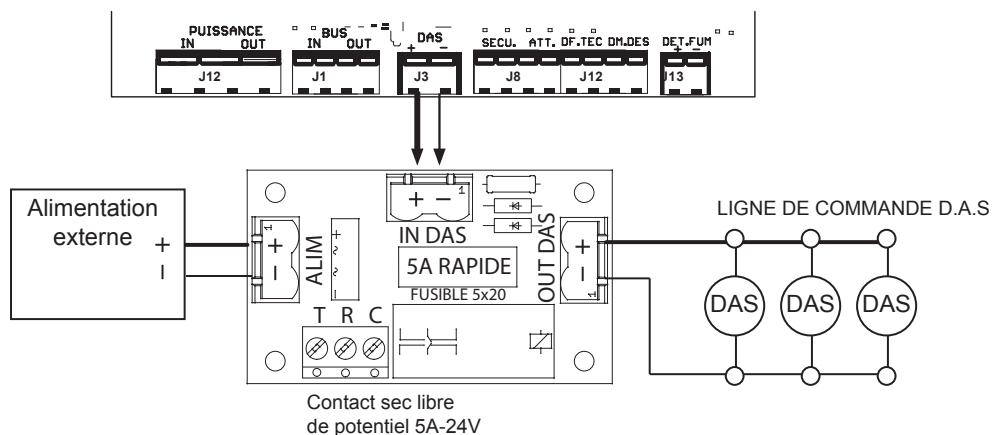 PUISSANCE
IN OUT
BUS
IN OUT
DAS
+ -
SECU. ATT. DF.TEC DM.DES
DET.FUM
+ -
J12 J1 J3 J8 J12 J13
Alimentation
externe
+
-
1
+
-
ALIM
+
~
~
-
+ -
1
IN DAS
5A RAPIDE
FUSIBLE 5x20
OUT DAS
+
-
1
T R C
LIGNE DE COMMANDE D.A.S
DAS DAS DAS
Contact sec libre
de potentiel 5A-24V